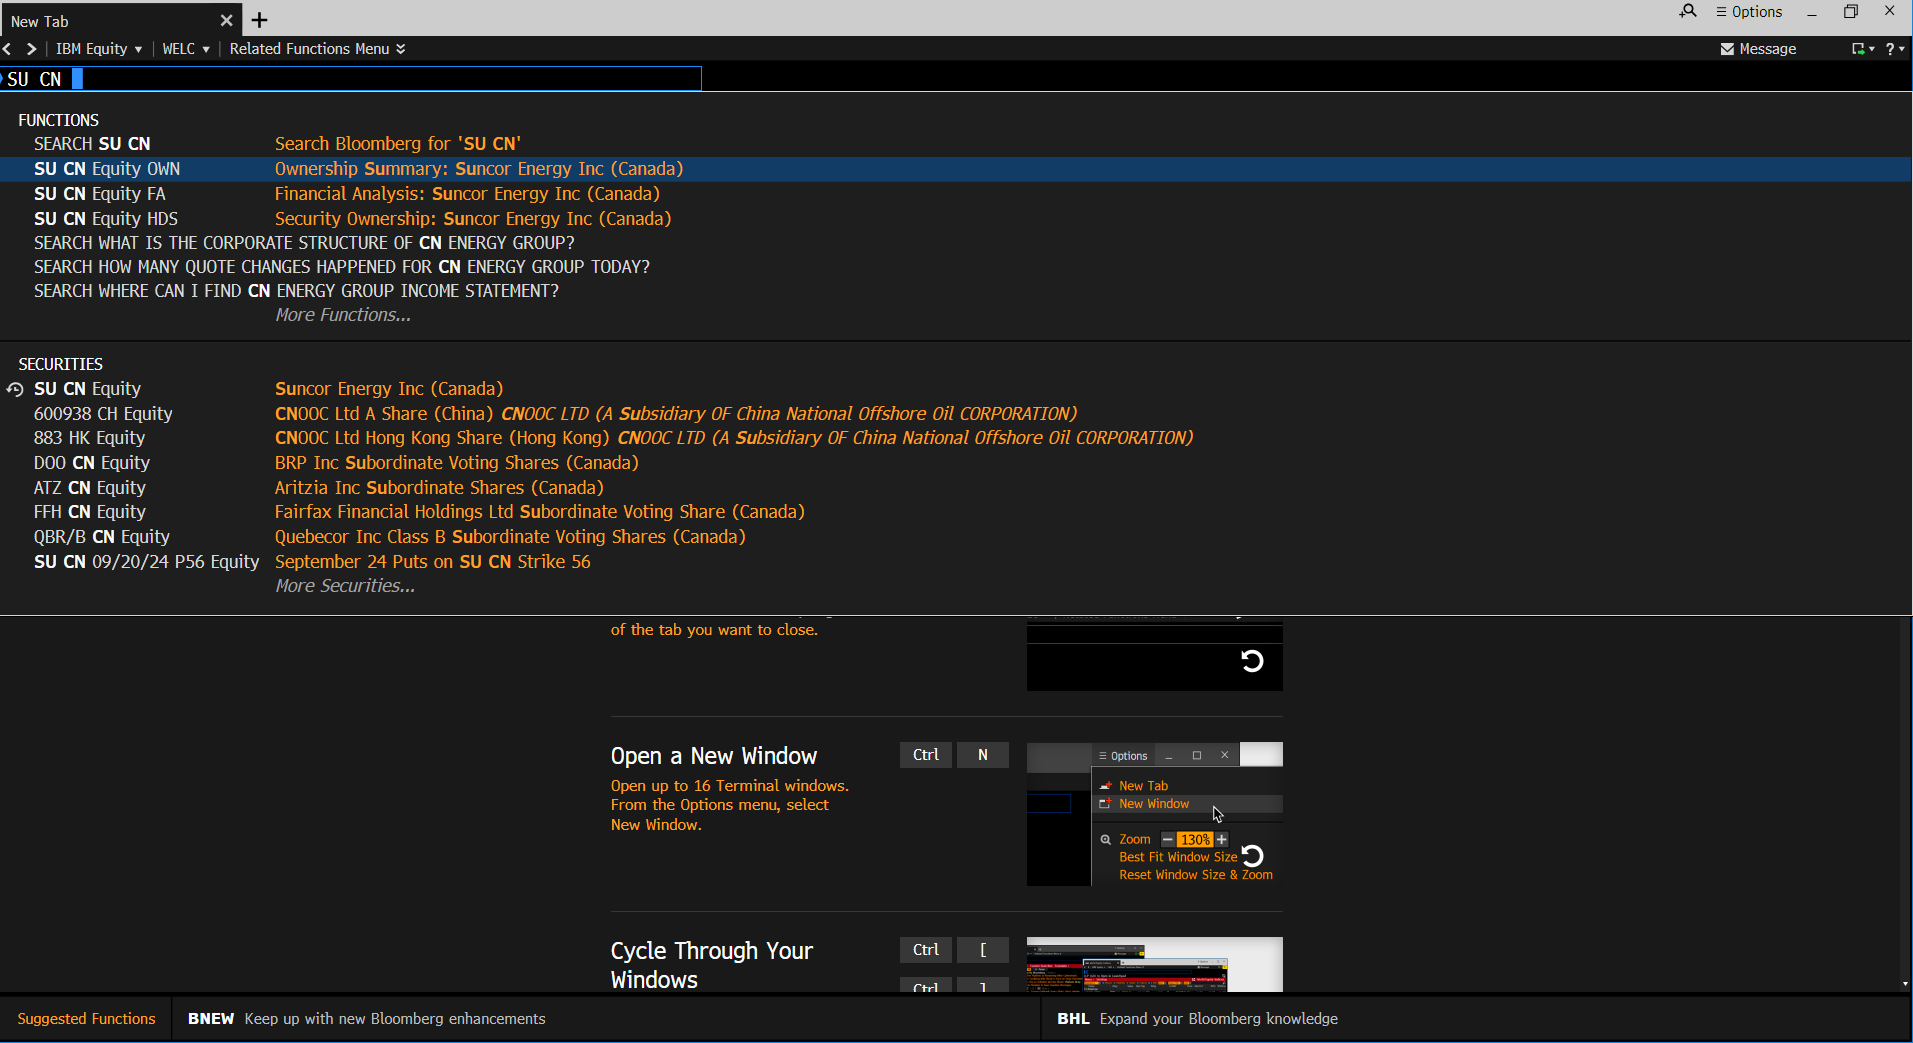 New Tab
Options
IBM Equity WELC Related Functions Menu Message ?
SU CN
FUNCTIONS
SEARCH SU CN Search Bloomberg for 'SU CN'
SU CN Equity OWN Ownership Summary: Suncor Energy Inc (Canada)
SU CN Equity FA Financial Analysis: Suncor Energy Inc (Canada)
SU CN Equity HDS Security Ownership: Suncor Energy Inc (Canada)
SEARCH WHAT IS THE CORPORATE STRUCTURE OF CN ENERGY GROUP?
SEARCH HOW MANY QUOTE CHANGES HAPPENED FOR CN ENERGY GROUP TODAY?
SEARCH WHERE CAN I FIND CN ENERGY GROUP INCOME STATEMENT?
More Functions...
SECURITIES
SU CN Equity Suncor Energy Inc (Canada)
600938 CH Equity CNOOC Ltd A Share (China) CNOOC LTD (A Subsidiary OF China National Offshore Oil CORPORATION)
883 HK Equity CNOOC Ltd Hong Kong Share (Hong Kong) CNOOC LTD (A Subsidiary OF China National Offshore Oil CORPORATION)
DOO CN Equity BRP Inc Subordinate Voting Shares (Canada)
ATZ CN Equity Aritzia Inc Subordinate Shares (Canada)
FFH CN Equity Fairfax Financial Holdings Ltd Subordinate Voting Share (Canada)
QBR/B CN Equity Quebecor Inc Class B Subordinate Voting Shares (Canada)
SU CN 09/20/24 P56 Equity September 24 Puts on SU CN Strike 56
More Securities...
of the tab you want to close.
Open a New Window Ctrl N
Open up to 16 Terminal windows.
From the Options menu, select
New Window.
Options
New Tab
New Window
Zoom 130%
Best Fit Window Size
Reset Window Size & Zoom
Cycle Through Your Ctrl [
Windows Ctrl ]
Suggested Functions BNEW Keep up with new Bloomberg enhancements BHL Expand your Bloomberg knowledge